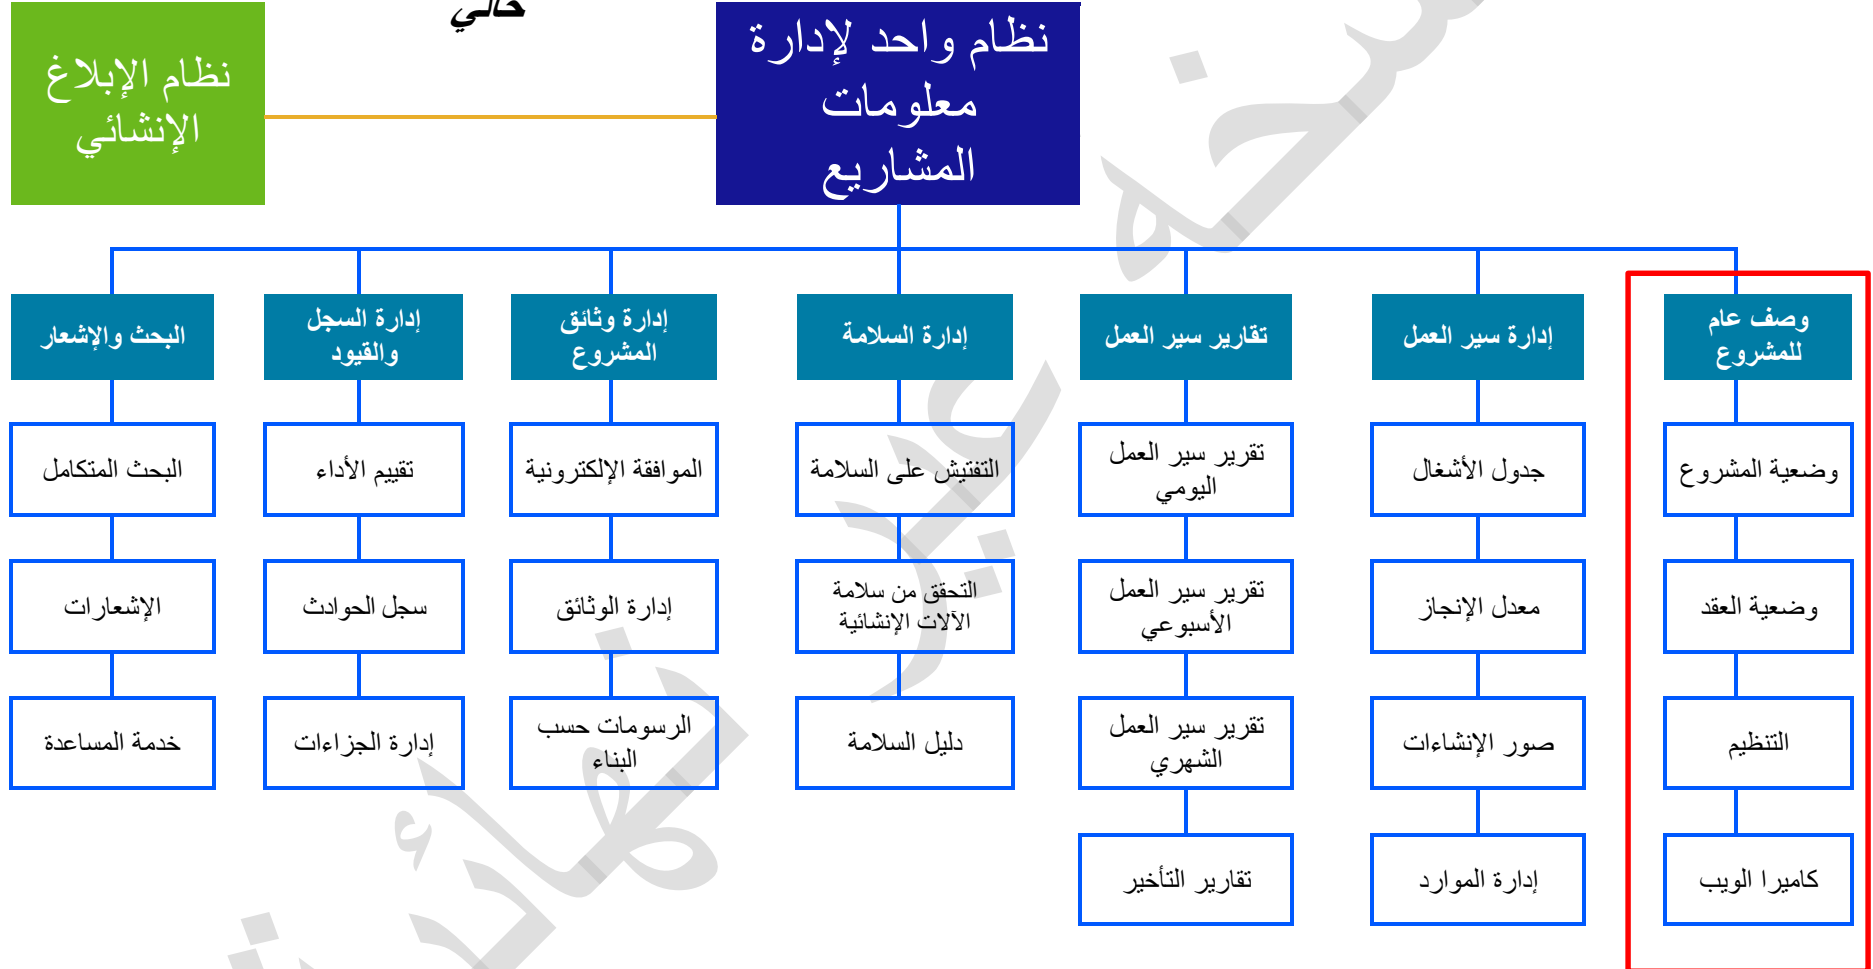 حالي
نظام واحد لإدارة
معلومات
المشاريع
نظام الإبلاغ
الإنشائي
وصف عام
للمشروع
إدارة سير العمل
تقارير سير العمل
إدارة السلامة
إدارة وثائق
المشروع
إدارة السجل
والقيود
البحث والإشعار
وضعية المشروع
جدول الأشغال
تقرير سير العمل
اليومي
التفتيش على السلامة
الموافقة الإلكترونية
تقييم الأداء
البحث المتكامل
وضعية العقد
معدل الإنجاز
تقرير سير العمل
الأسبوعي
التحقق من سلامة
الآلات الإنشائية
إدارة الوثائق
سجل الحوادث
الإشعارات
التنظيم
صور الإنشاءات
تقرير سير العمل
الشهري
دليل السلامة
الرسومات حسب
البناء
إدارة الجزاءات
خدمة المساعدة
كاميرا الويب
إدارة الموارد
تقارير التأخير